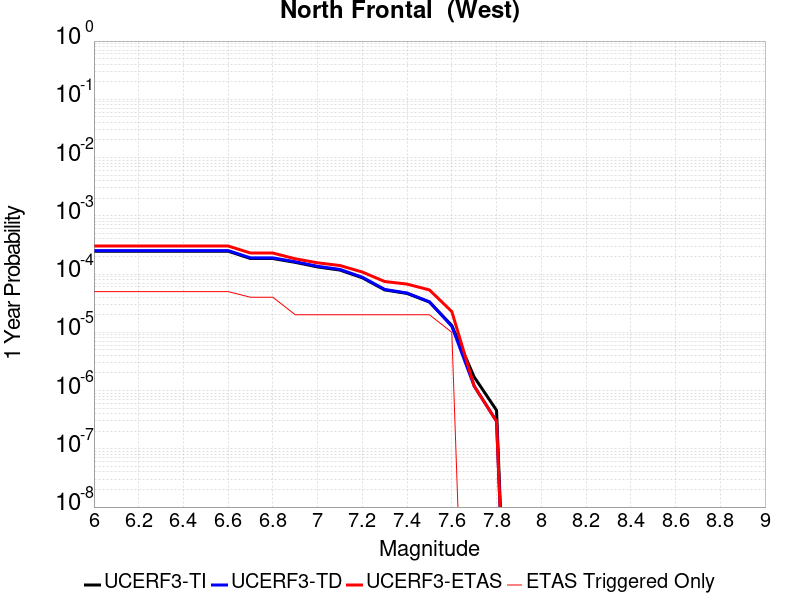 North Frontal  (West)
10^0
10^-1
10^-2
10^-3
10^-4
10^-5
10^-6
10^-7
10^-8
1 Year Probability
6 6.2 6.4 6.6 6.8 7 7.2 7.4 7.6 7.8 8 8.2 8.4 8.6 8.8 9
Magnitude
UCERF3-TI UCERF3-TD UCERF3-ETAS ETAS Triggered Only